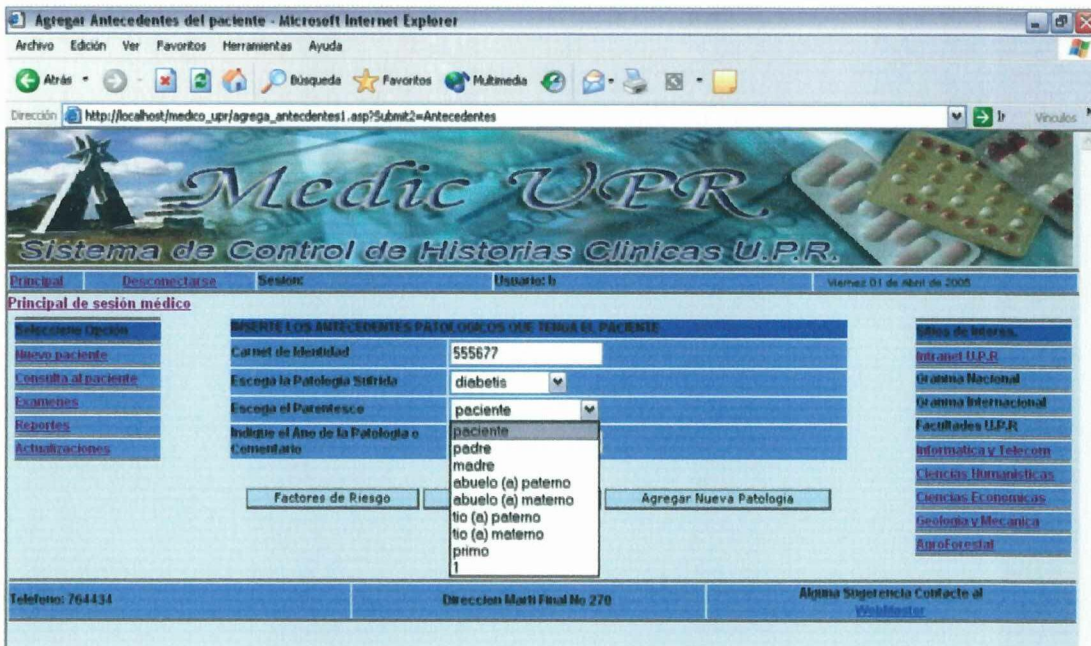 Agregar Antecedentes del paciente - Microsoft Internet Explorer
Archivo Edición Ver Favoritos Herramientas Ayuda
Atrás Búsqueda Favoritos Multimedia
Dirección http://localhost/medico_upr/agrega_antecdentes1.asp?Submit2=Antecedentes Ir Vínculos
Medic UPR
Sistema de Control de Historias Clinicas U.P.R.
Principal Desconectarse Sesion: Usuario: b Viernes 01 de Abril de 2005
Principal de sesión médico
Seleccione Opción
Nuevo paciente
Consulta al paciente
Examenes
Reportes
Actualizaciones
INSERTE LOS ANTECEDENTES PATOLOGICOS QUE TENGA EL PACIENTE
Carnet de Identidad 555677
Escoga la Patologia Sufrida diabetis
Escoga el Parentesco paciente
Indique el Ano de la Patologia o
Comentario
paciente
padre
madre
abuelo (a) paterno
abuelo (a) materno
tio (a) paterno
tio (a) materno
primo
1
Factores de Riesgo Agregar Nueva Patologia
Sitios de Interes.
Intranet U.P.R
Granma Nacional
Granma Internacional
Facultades U.P.R
Informatica y Telecom
Ciencias Humanisticas
Ciencias Economicas
Geologia y Mecanica
AgroForestal
Telefono: 764434 Direccion Marti Final No 270 Alguna Sugerencia Contacte al
WebMaster